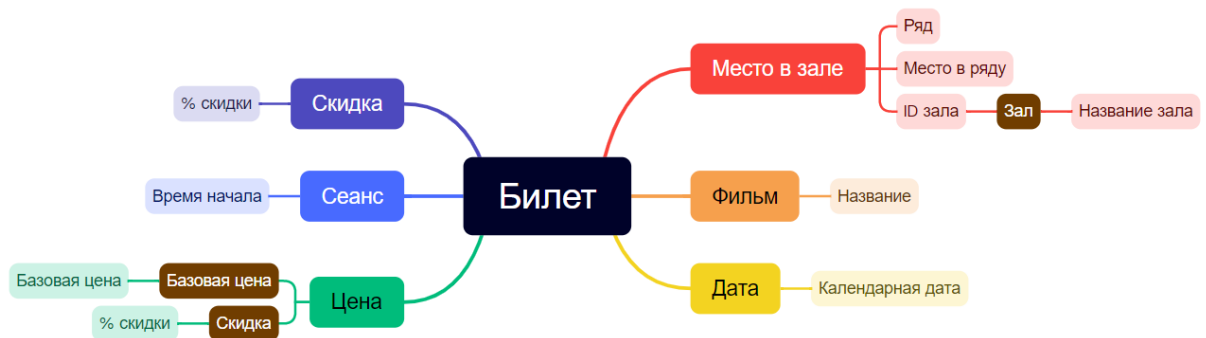 Билет
Место в зале
Ряд
Место в ряду
ID зала
Зал
Название зала
Фильм
Название
Дата
Календарная дата
Скидка
% скидки
Сеанс
Время начала
Цена
Базовая цена
Базовая цена
Скидка
% скидки